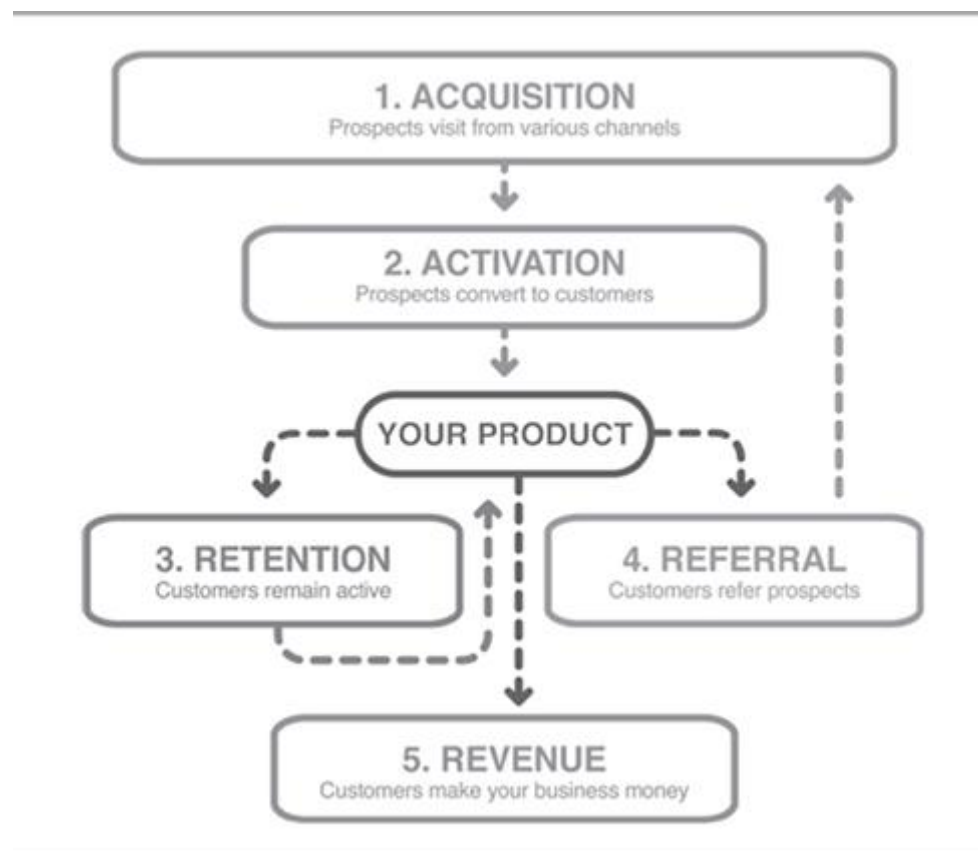 1. ACQUISITION
Prospects visit from various channels
2. ACTIVATION
Prospects convert to customers
YOUR PRODUCT
3. RETENTION
Customers remain active
4. REFERRAL
Customers refer prospects
5. REVENUE
Customers make your business money